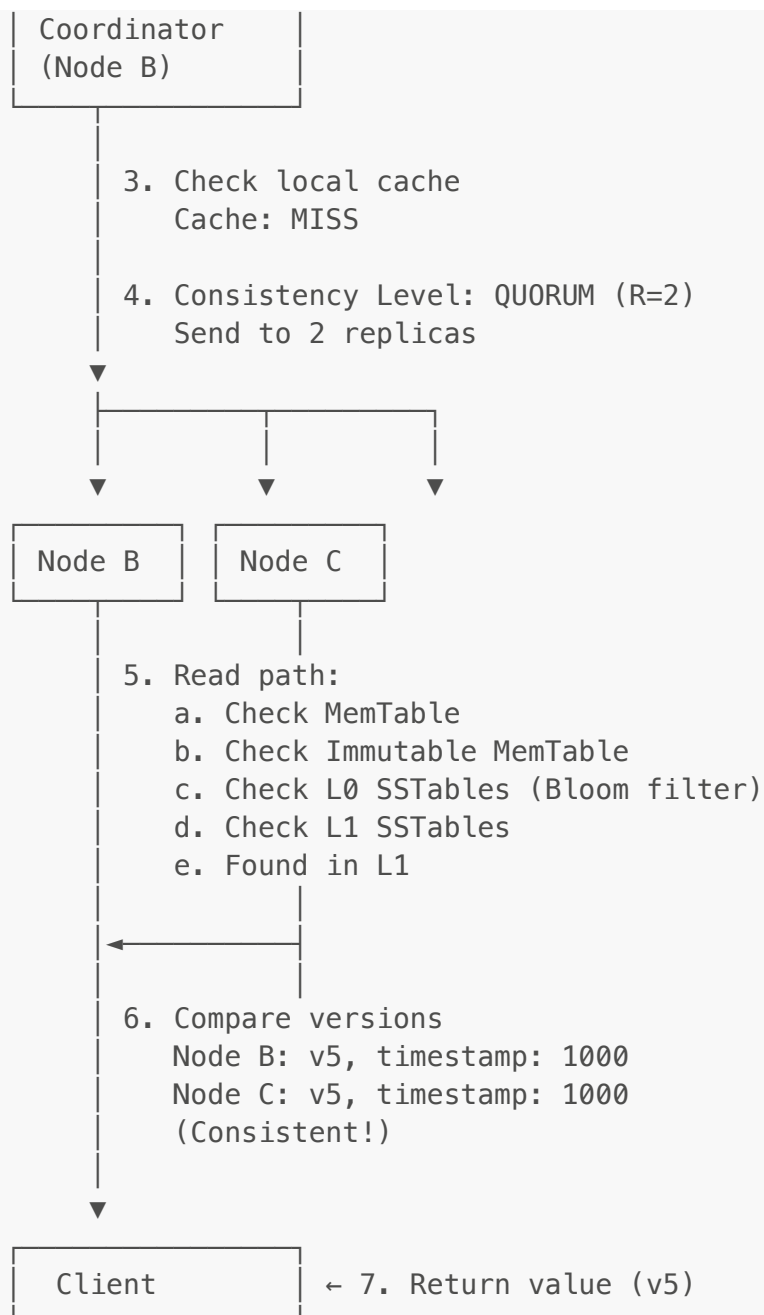 Coordinator
(Node B)
3. Check local cache
Cache: MISS
4. Consistency Level: QUORUM (R=2)
Send to 2 replicas
Node B Node C
5. Read path:
a. Check MemTable
b. Check Immutable MemTable
c. Check L0 SSTables (Bloom filter)
d. Check L1 SSTables
e. Found in L1
6. Compare versions
Node B: v5, timestamp: 1000
Node C: v5, timestamp: 1000
(Consistent!)
Client ← 7. Return value (v5)